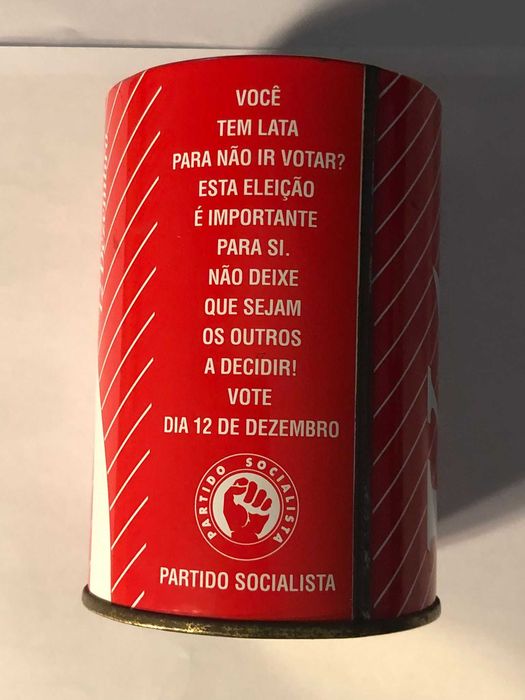 VOCÊ
TEM LATA
PARA NÃO IR VOTAR?
ESTA ELEIÇÃO
É IMPORTANTE
PARA SI.
NÃO DEIXE
QUE SEJAM
OS OUTROS
A DECIDIR!
VOTE
DIA 12 DE DEZEMBRO
PARTIDO SOCIALISTA
PARTIDO SOCIALISTA